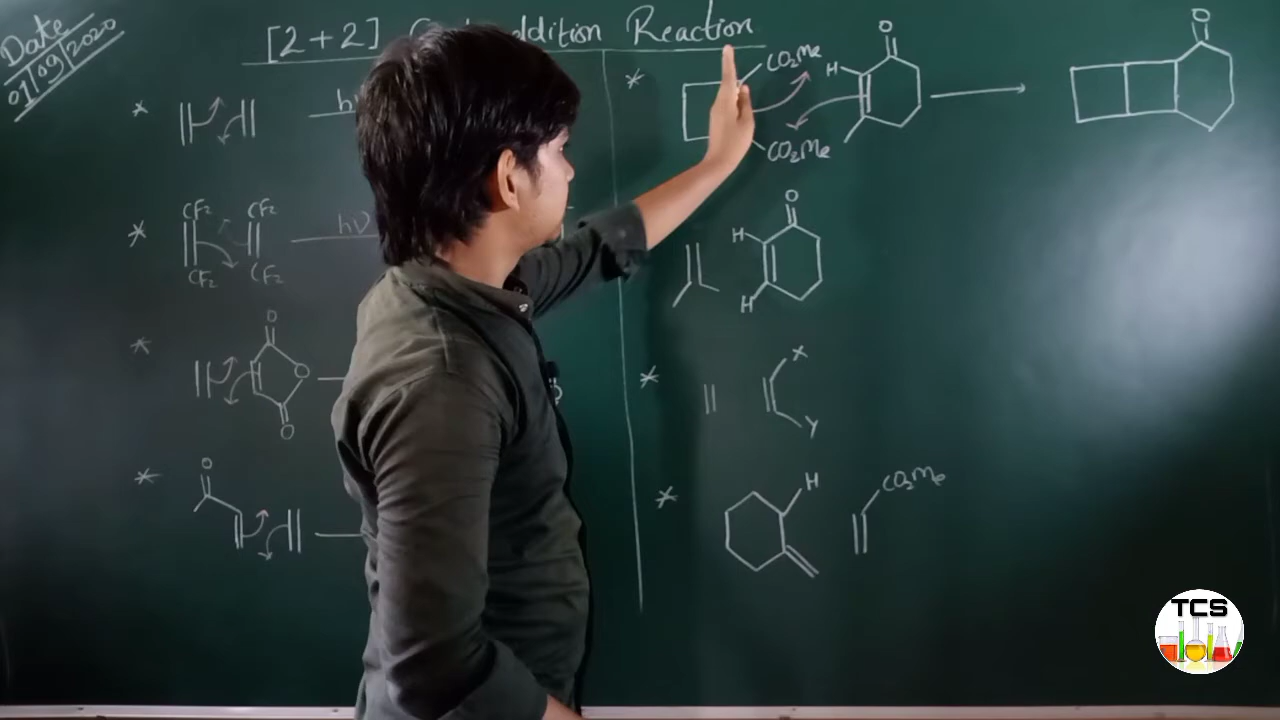 Date
01/09/2020
[2+2] ddition Reaction
* h
* CF2 CF2 hν
CF2 CF2
* O
O
O
* O
* CO2Me H O O
CO2Me
O
H
H
* X
Y
* H CO2Me
TCS